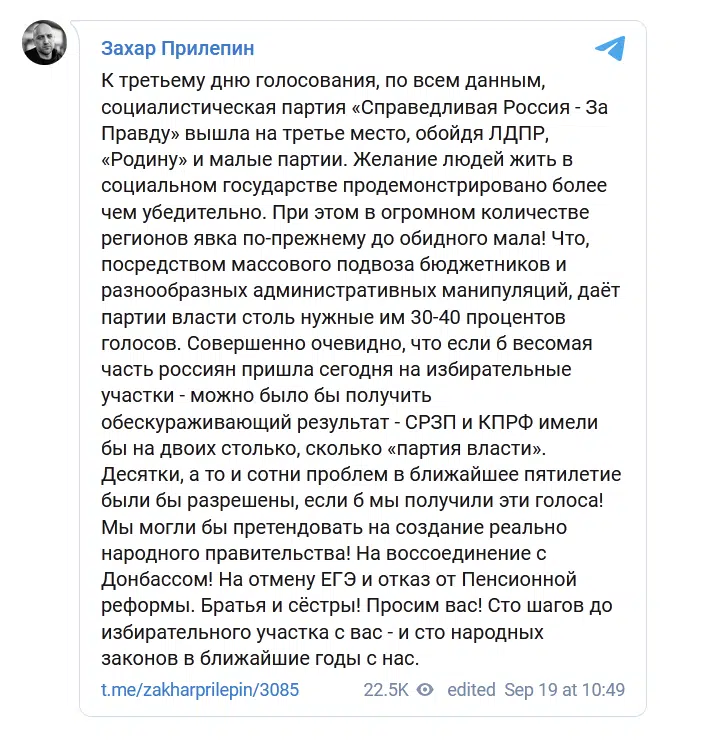 Захар Прилепин
К третьему дню голосования, по всем данным,
социалистическая партия «Справедливая Россия - За
Правду» вышла на третье место, обойдя ЛДПР,
«Родину» и малые партии. Желание людей жить в
социальном государстве продемонстрировано более
чем убедительно. При этом в огромном количестве
регионов явка по-прежнему до обидного мала! Что,
посредством массового подвоза бюджетников и
разнообразных административных манипуляций, даёт
партии власти столь нужные им 30-40 процентов
голосов. Совершенно очевидно, что если б весомая
часть россиян пришла сегодня на избирательные
участки - можно было бы получить
обескураживающий результат - СРЗП и КПРФ имели
бы на двоих столько, сколько «партия власти».
Десятки, а то и сотни проблем в ближайшее пятилетие
были бы разрешены, если б мы получили эти голоса!
Мы могли бы претендовать на создание реально
народного правительства! На воссоединение с
Донбассом! На отмену ЕГЭ и отказ от Пенсионной
реформы. Братья и сёстры! Просим вас! Сто шагов до
избирательного участка с вас - и сто народных
законов в ближайшие годы с нас.
t.me/zakharprilepin/3085 22.5K edited Sep 19 at 10:49